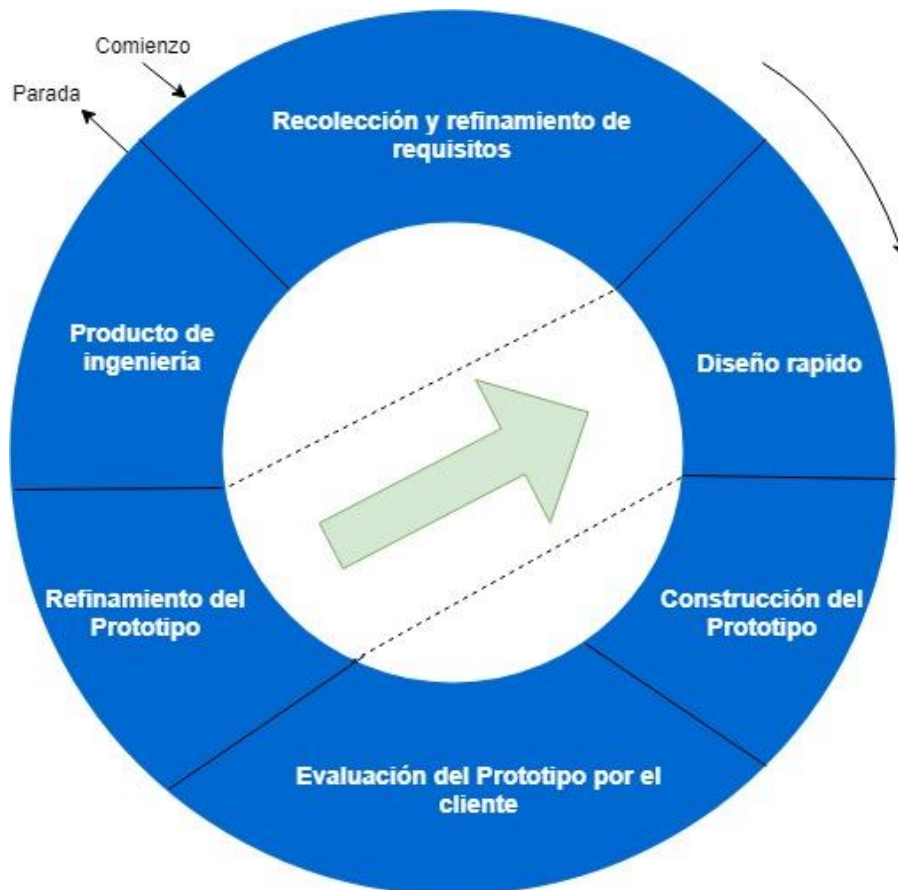 Comienzo
Parada
Recolección y refinamiento de
requisitos
Diseño rapido
Construcción del
Prototipo
Evaluación del Prototipo por el
cliente
Refinamiento del
Prototipo
Producto de
ingeniería